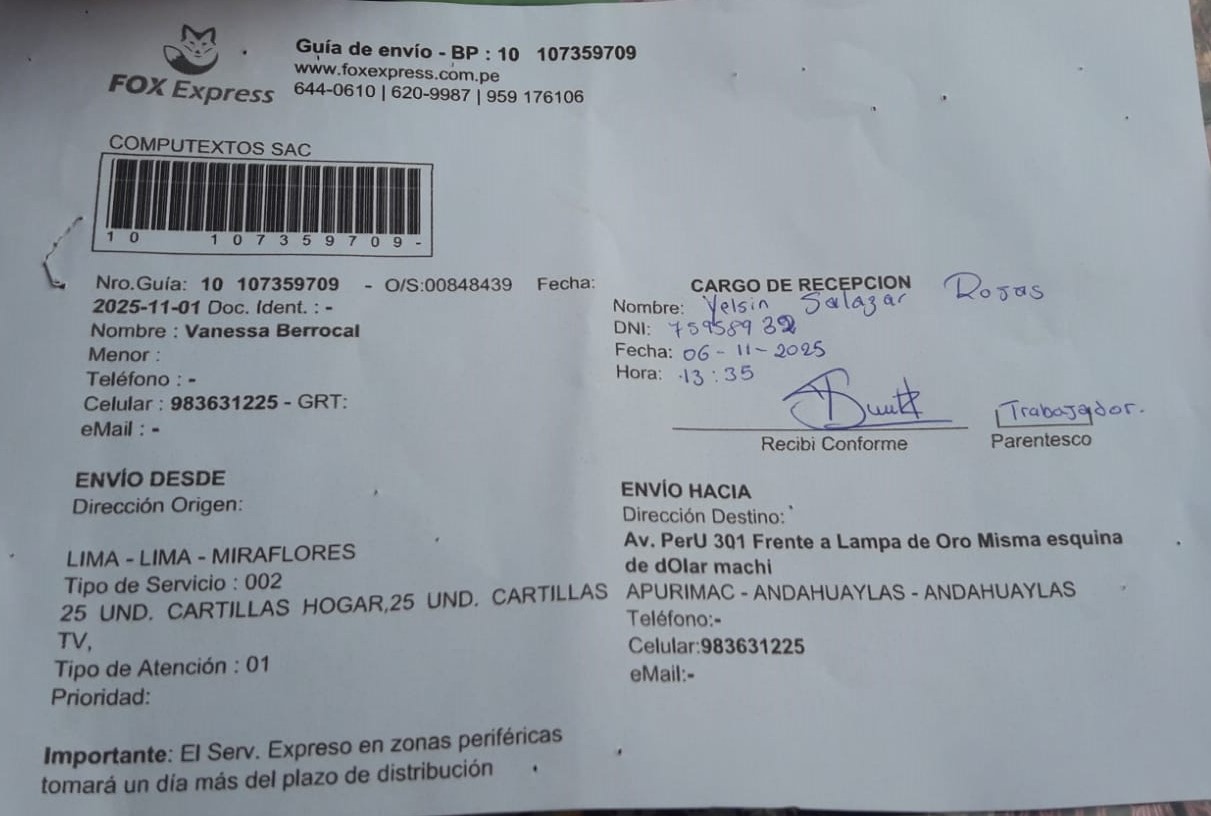 FOX Express
Guía de envío - BP : 10 107359709
www.foxexpress.com.pe
644-0610 | 620-9987 | 959 176106
COMPUTEXTOS SAC
10 107359709-
Nro.Guía: 10 107359709 - O/S:00848439 Fecha:
2025-11-01 Doc. Ident. : -
Nombre : Vanessa Berrocal
Menor :
Teléfono : -
Celular : 983631225 - GRT:
eMail : -
CARGO DE RECEPCION
Nombre: Yelsin Salazar Rojas
DNI: 75958932
Fecha: 06-11-2025
Hora: 13:35
Recibi Conforme
Trabajador.
Parentesco
ENVÍO DESDE
Dirección Origen:
LIMA - LIMA - MIRAFLORES
Tipo de Servicio : 002
25 UND. CARTILLAS HOGAR,25 UND. CARTILLAS
TV,
Tipo de Atención : 01
Prioridad:
ENVÍO HACIA
Dirección Destino:
Av. PerU 301 Frente a Lampa de Oro Misma esquina
de dOlar machi
APURIMAC - ANDAHUAYLAS - ANDAHUAYLAS
Teléfono:-
Celular:983631225
eMail:-
Importante: El Serv. Expreso en zonas periféricas
tomará un día más del plazo de distribución